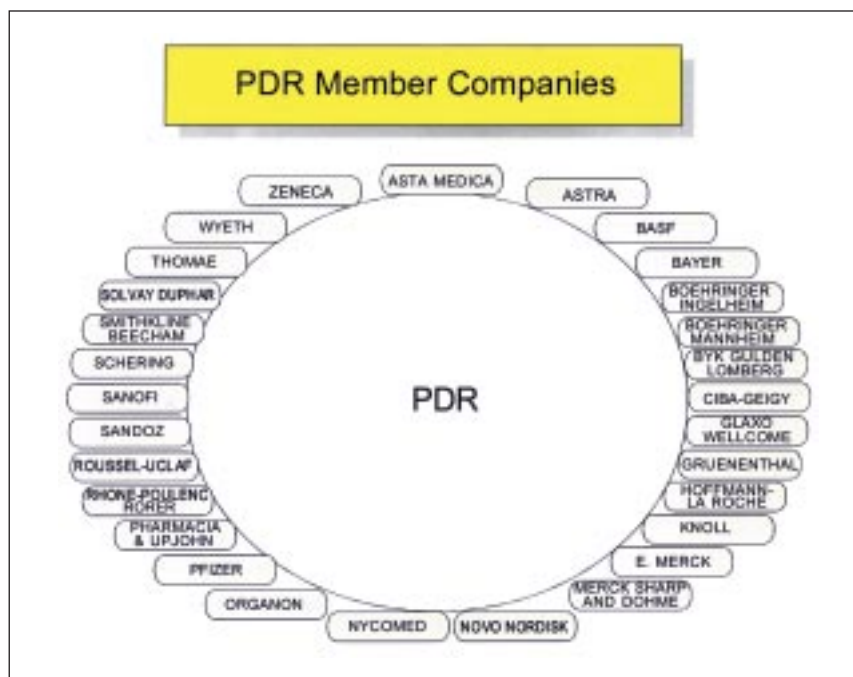 PDR Member Companies
ASTA MEDICA
ASTRA
BASF
BAYER
BOEHRINGER
INGELHEIM
BOEHRINGER
MANNHEIM
BYK GULDEN
LOMBERG
CIBA-GEIGY
GLAXO
WELLCOME
GRUENENTHAL
HOFFMANN-
LA ROCHE
KNOLL
E. MERCK
MERCK SHARP
AND DOHME
NOVO NORDISK
NYCOMED
ORGANON
PFIZER
PHARMACIA
& UPJOHN
RHONE-POULENC
RORER
ROUSSEL-UCLAF
SANDOZ
SANOFI
SCHERING
SMITHKLINE
BEECHAM
SOLVAY DUPHAR
THOMAE
WYETH
ZENECA
PDR